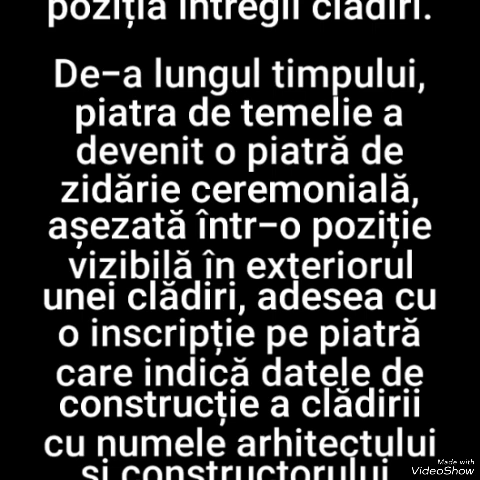 poziția întregii clădiri.
De-a lungul timpului,
piatra de temelie a
devenit o piatră de
zidărie ceremonială,
așezată într-o poziție
vizibilă în exteriorul
unei clădiri, adesea cu
o inscripție pe piatră
care indică datele de
construcție a clădirii
cu numele arhitectului
și constructorului
Made with
VideoShow